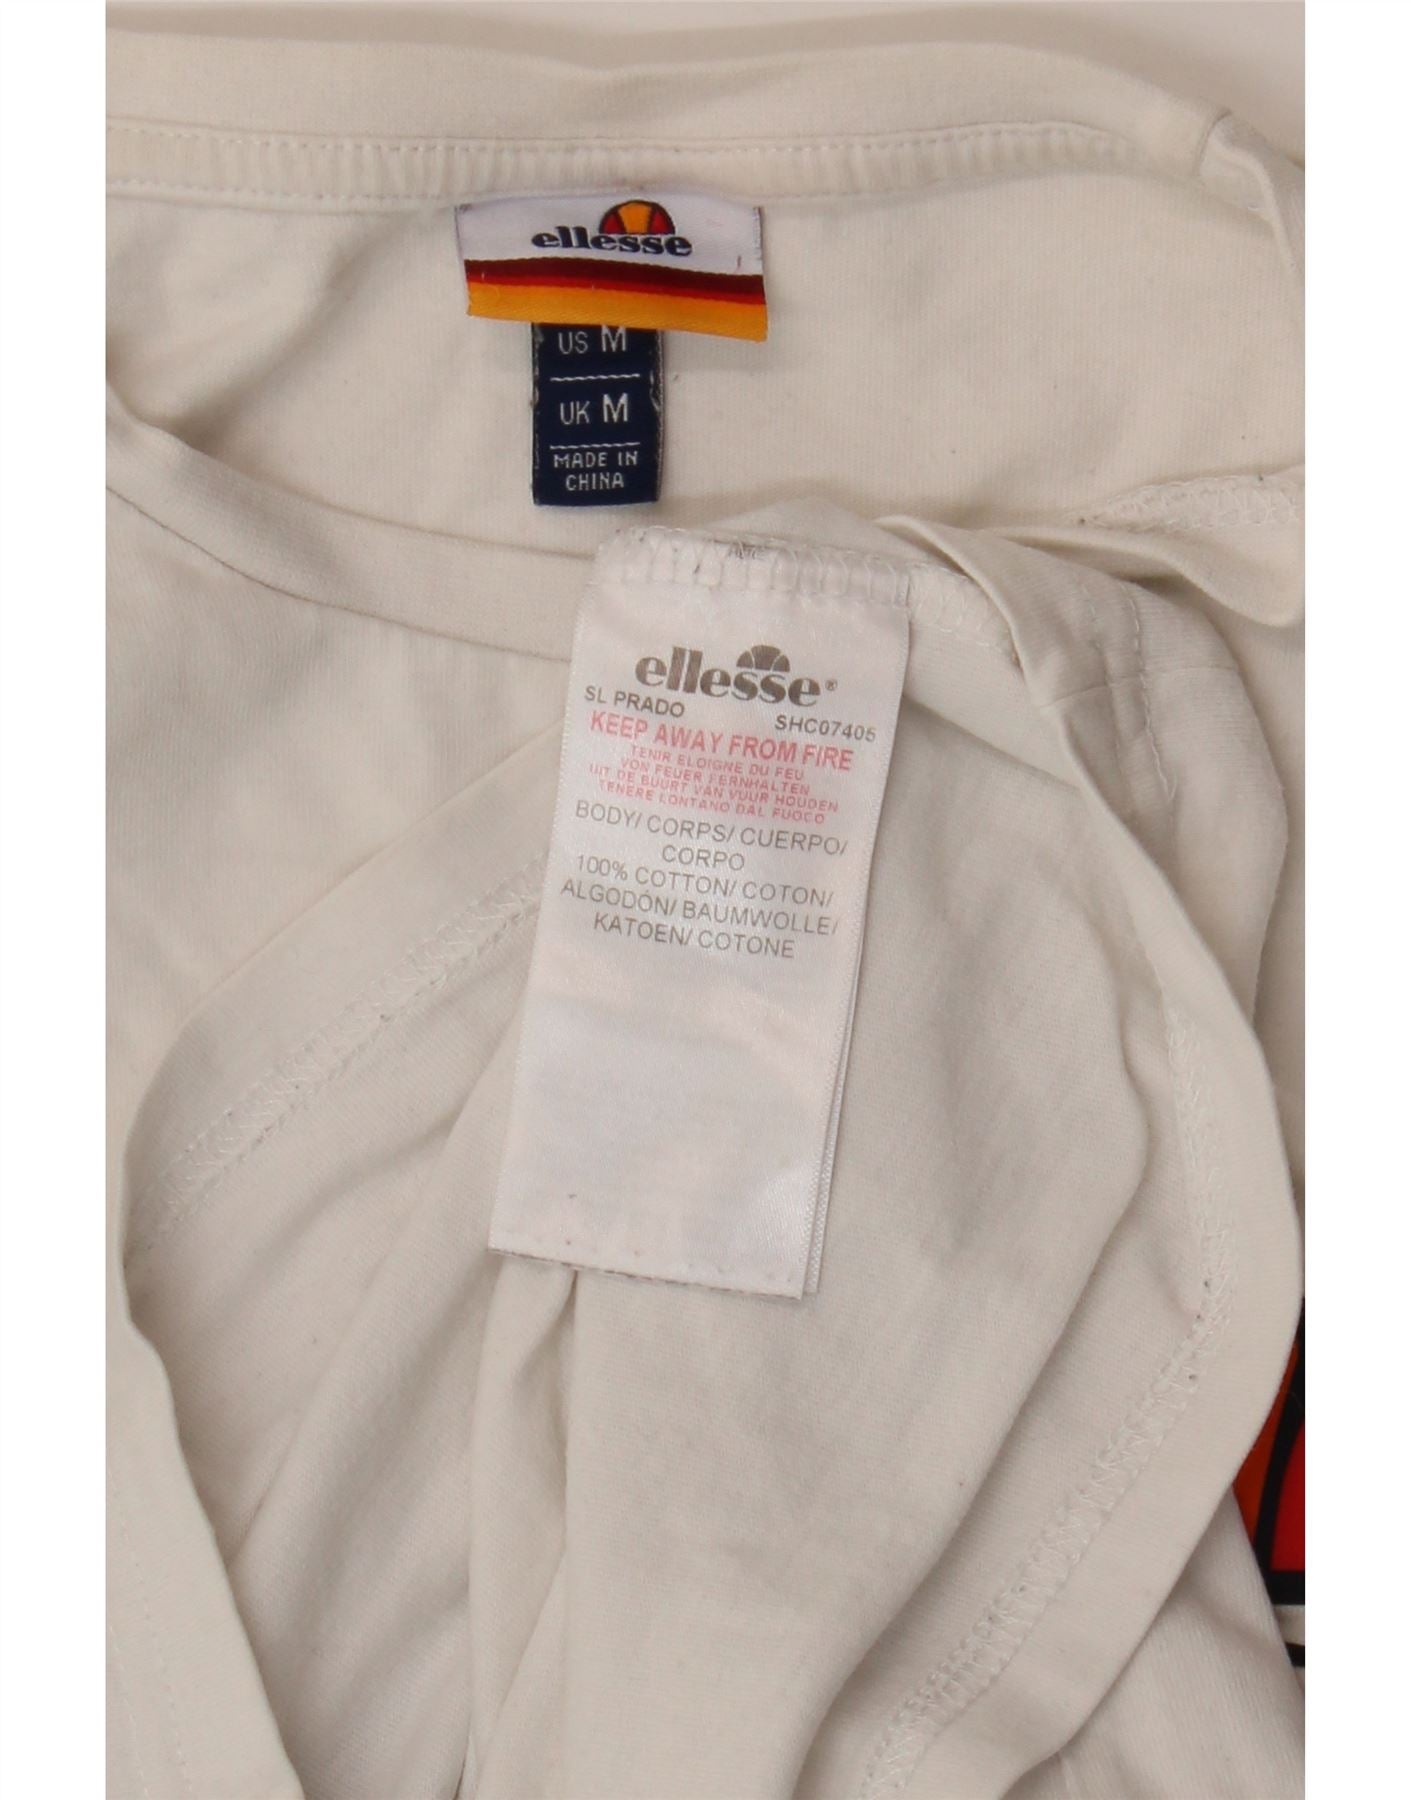 ellesse
US M
UK M
MADE IN
CHINA
ellesse®
SL PRADO
SHC07405
KEEP AWAY FROM FIRE
TENIR ELOIGNE DU FEU
VON FEUER FERNHALTEN
UIT DE BUURT VAN VUUR HOUDEN
TENERE LONTANO DAL FUOCO
BODY/ CORPS/ CUERPO/
CORPO
100% COTTON/ COTON/
ALGODÓN/ BAUMWOLLE/
KATOEN/ COTONE